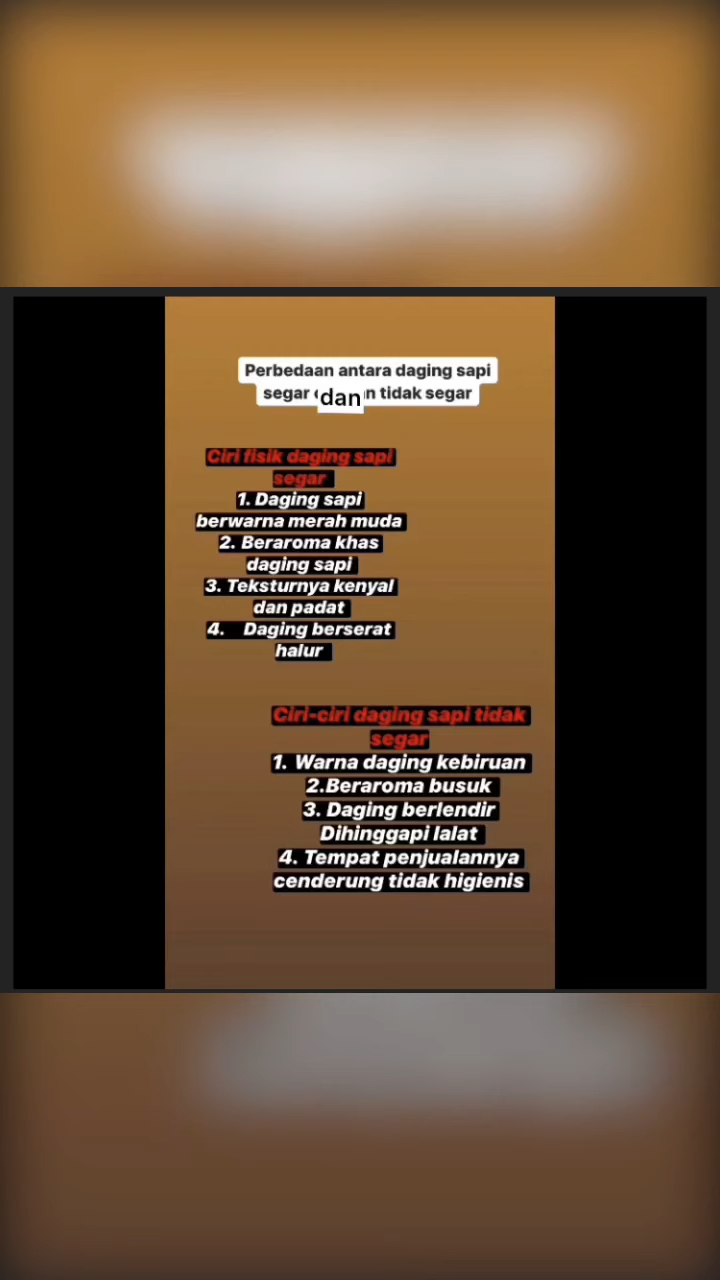 Perbedaan antara daging sapi
segar dan tidak segar
Ciri fisik daging sapi
segar
1. Daging sapi
berwarna merah muda
2. Beraroma khas
daging sapi
3. Teksturnya kenyal
dan padat
4. Daging berserat
halur
Ciri-ciri daging sapi tidak
segar
1. Warna daging kebiruan
2.Beraroma busuk
3. Daging berlendir
Dihinggapi lalat
4. Tempat penjualannya
cenderung tidak higienis